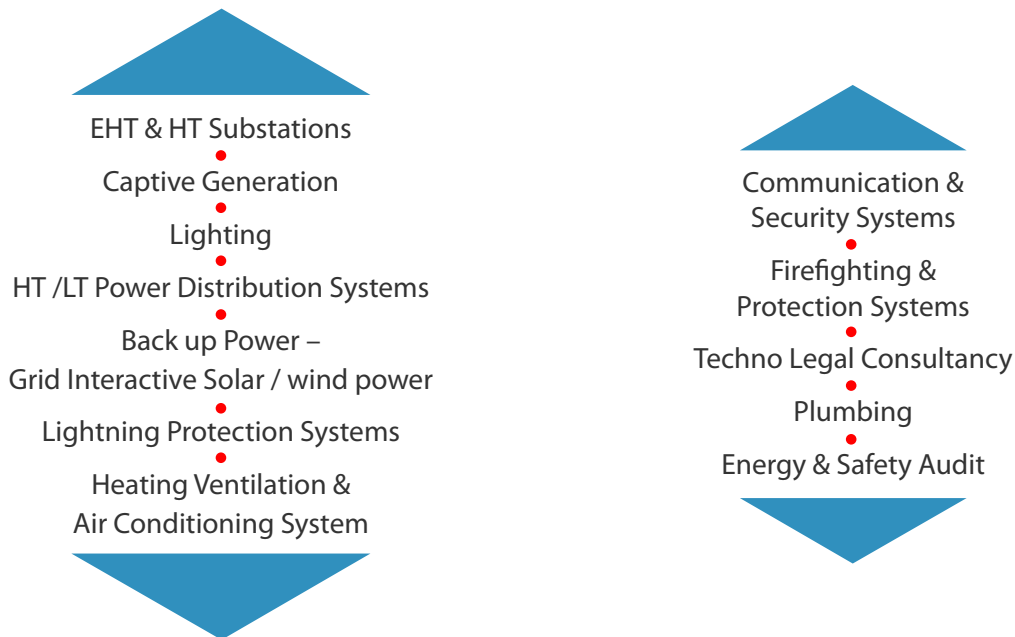 EHT & HT Substations
Captive Generation
Lighting
HT /LT Power Distribution Systems
Back up Power –
Grid Interactive Solar / wind power
Lightning Protection Systems
Heating Ventilation &
Air Conditioning System
Communication &
Security Systems
Firefighting &
Protection Systems
Techno Legal Consultancy
Plumbing
Energy & Safety Audit